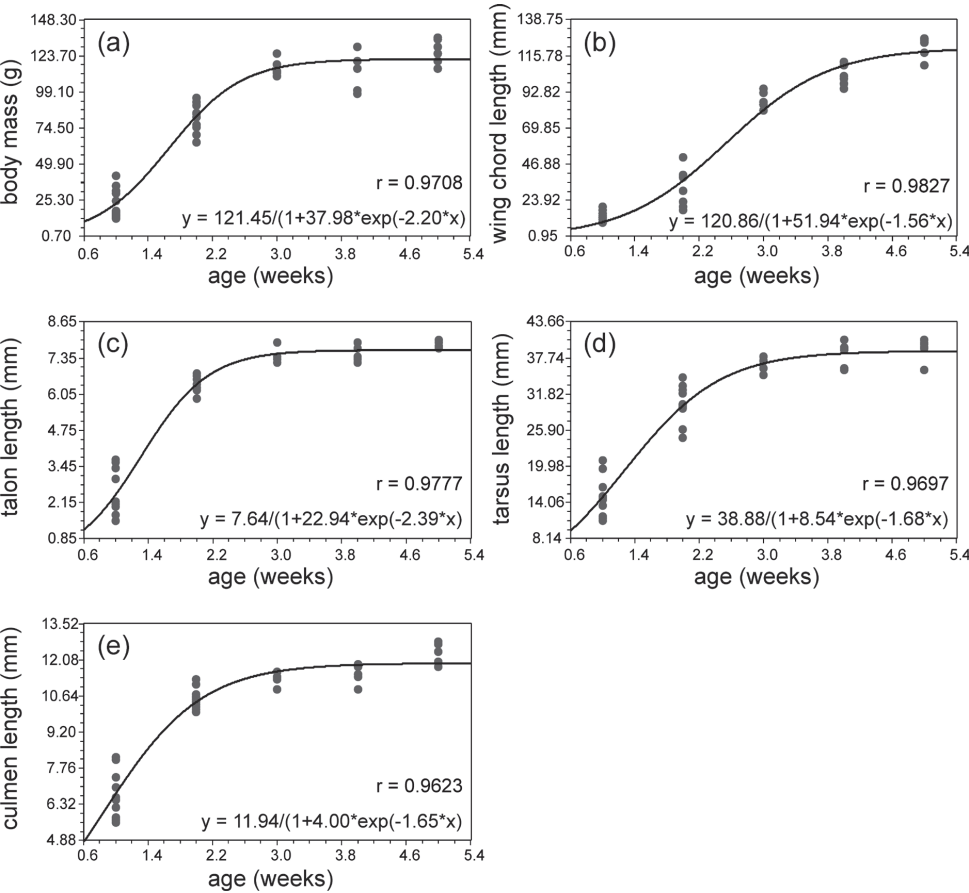 (a)
body mass (g)
148.30
123.70
99.10
74.50
49.90
25.30
0.70
r = 0.9708
y = 121.45/(1+37.98*exp(-2.20*x)
0.6 1.4 2.2 3.0 3.8 4.6 5.4
age (weeks)
(b)
wing chord length (mm)
138.75
115.78
92.82
69.85
46.88
23.92
0.95
r = 0.9827
y = 120.86/(1+51.94*exp(-1.56*x)
0.6 1.4 2.2 3.0 3.8 4.6 5.4
age (weeks)
(c)
talon length (mm)
8.65
7.35
6.05
4.75
3.45
2.15
0.85
r = 0.9777
y = 7.64/(1+22.94*exp(-2.39*x)
0.6 1.4 2.2 3.0 3.8 4.6 5.4
age (weeks)
(d)
tarsus length (mm)
43.66
37.74
31.82
25.90
19.98
14.06
8.14
r = 0.9697
y = 38.88/(1+8.54*exp(-1.68*x)
0.6 1.4 2.2 3.0 3.8 4.6 5.4
age (weeks)
(e)
culmen length (mm)
13.52
12.08
10.64
9.20
7.76
6.32
4.88
r = 0.9623
y = 11.94/(1+4.00*exp(-1.65*x)
0.6 1.4 2.2 3.0 3.8 4.6 5.4
age (weeks)